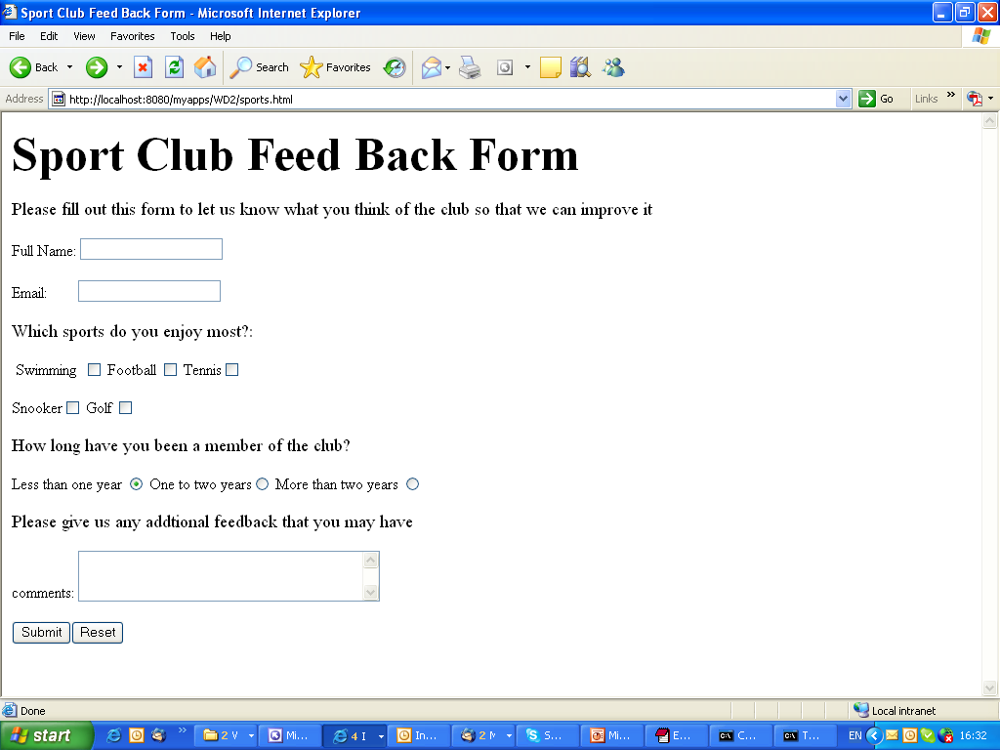 Sport Club Feed Back Form - Microsoft Internet Explorer
File Edit View Favorites Tools Help
Back Search Favorites
Address http://localhost:8080/myapps/WD2/sports.html Go Links »
Sport Club Feed Back Form
Please fill out this form to let us know what you think of the club so that we can improve it
Full Name:
Email:
Which sports do you enjoy most?:
Swimming Football Tennis
Snooker Golf
How long have you been a member of the club?
Less than one year One to two years More than two years
Please give us any addtional feedback that you may have
comments:
Submit Reset
Done Local intranet
start » 2 V Mi... 4 I In... 2 M S... Mi... E... C... T... EN 16:32